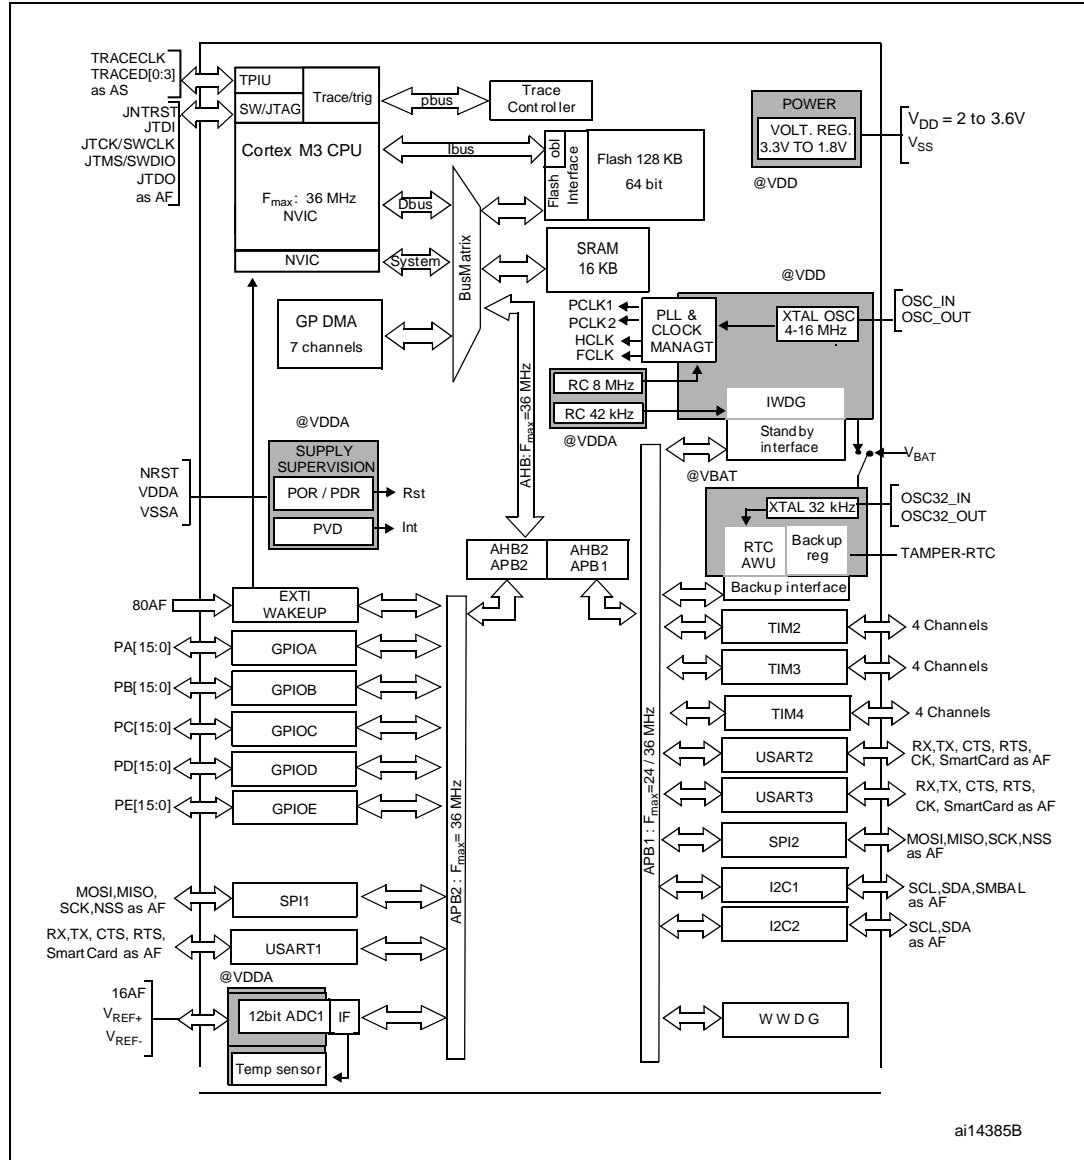 TRACECLK
TRACED[0:3]
as AS
TPIU
SW/JTAG
Trace/trig
pbus
Trace
Controller
JNTRST
JTDI
JTCK/SWCLK
JTMS/SWDIO
JTDO
as AF
Cortex M3 CPU
Fmax: 36 MHz
NVIC
NVIC
Ibus
Dbus
System
BusMatrix
obl
Flash
Interface
Flash 128 KB
64 bit
SRAM
16 KB
POWER
VOLT. REG.
3.3V TO 1.8V
@VDD
VDD = 2 to 3.6V
VSS
GP DMA
7 channels
PCLK1
PCLK2
HCLK
FCLK
PLL &
CLOCK
MANAGT
@VDD
XTAL OSC
4-16 MHz
OSC_IN
OSC_OUT
RC 8 MHz
RC 42 kHz
@VDDA
IWDG
Standby
interface
VBAT
@VBAT
XTAL 32 kHz
OSC32_IN
OSC32_OUT
RTC
AWU
Backup
reg
TAMPER-RTC
Backup interface
AHB: Fmax=36 MHz
@VDDA
SUPPLY
SUPERVISION
NRST
VDDA
VSSA
POR / PDR
Rst
PVD
Int
AHB2
APB2
AHB2
APB1
80AF
EXTI
WAKEUP
PA[15:0]
GPIOA
PB[15:0]
GPIOB
PC[15:0]
GPIOC
PD[15:0]
GPIOD
PE[15:0]
GPIOE
MOSI,MISO,
SCK,NSS as AF
SPI1
RX,TX, CTS, RTS,
SmartCard as AF
USART1
@VDDA
16AF
VREF+
VREF-
12bit ADC1
IF
Temp sensor
APB2 : Fmax= 36 MHz
APB1 : Fmax=24 / 36 MHz
TIM2
4 Channels
TIM3
4 Channels
TIM4
4 Channels
USART2
RX,TX, CTS, RTS,
CK, SmartCard as AF
USART3
RX,TX, CTS, RTS,
CK, SmartCard as AF
SPI2
MOSI,MISO,SCK,NSS
as AF
I2C1
SCL,SDA,SMBAL
as AF
I2C2
SCL,SDA
as AF
WWDG
ai14385B